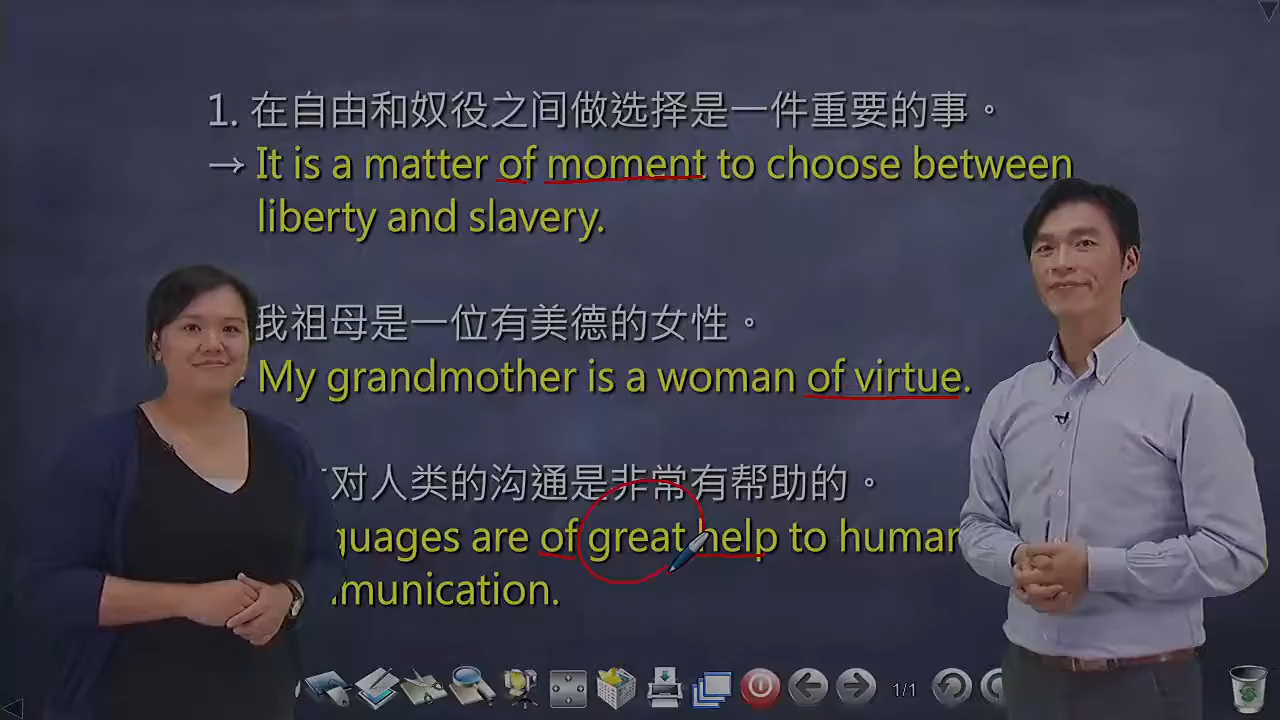 1. 在自由和奴役之间做选择是一件重要的事。
→ It is a matter of moment to choose between
liberty and slavery.
我祖母是一位有美德的女性。
My grandmother is a woman of virtue.
对人类的沟通是非常有帮助的。
are of great help to human
1/1